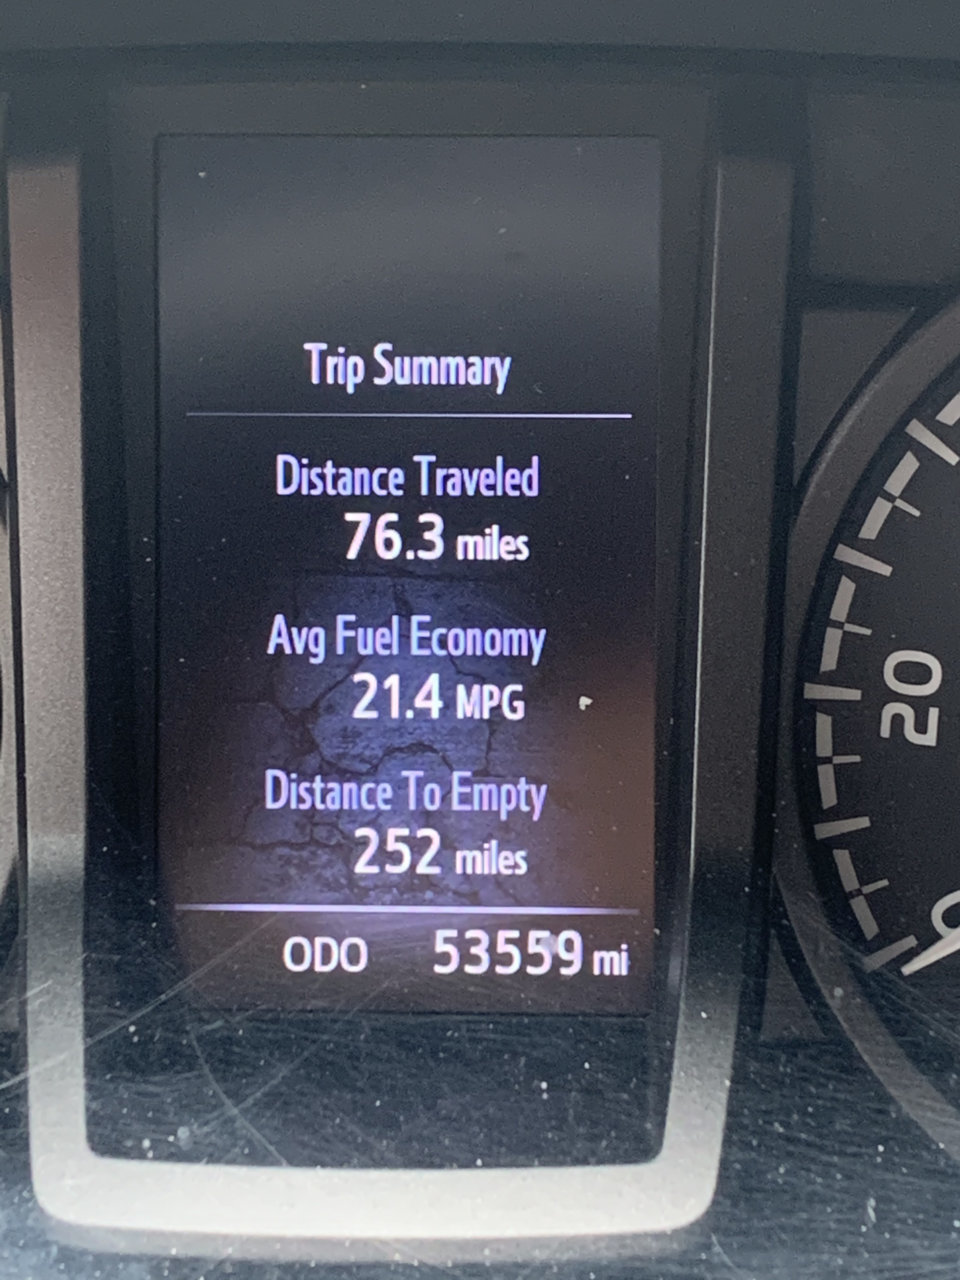 Trip Summary
Distance Traveled
76.3 miles
Avg Fuel Economy
21.4 MPG
Distance To Empty
252 miles
ODO 53559 mi
20
0